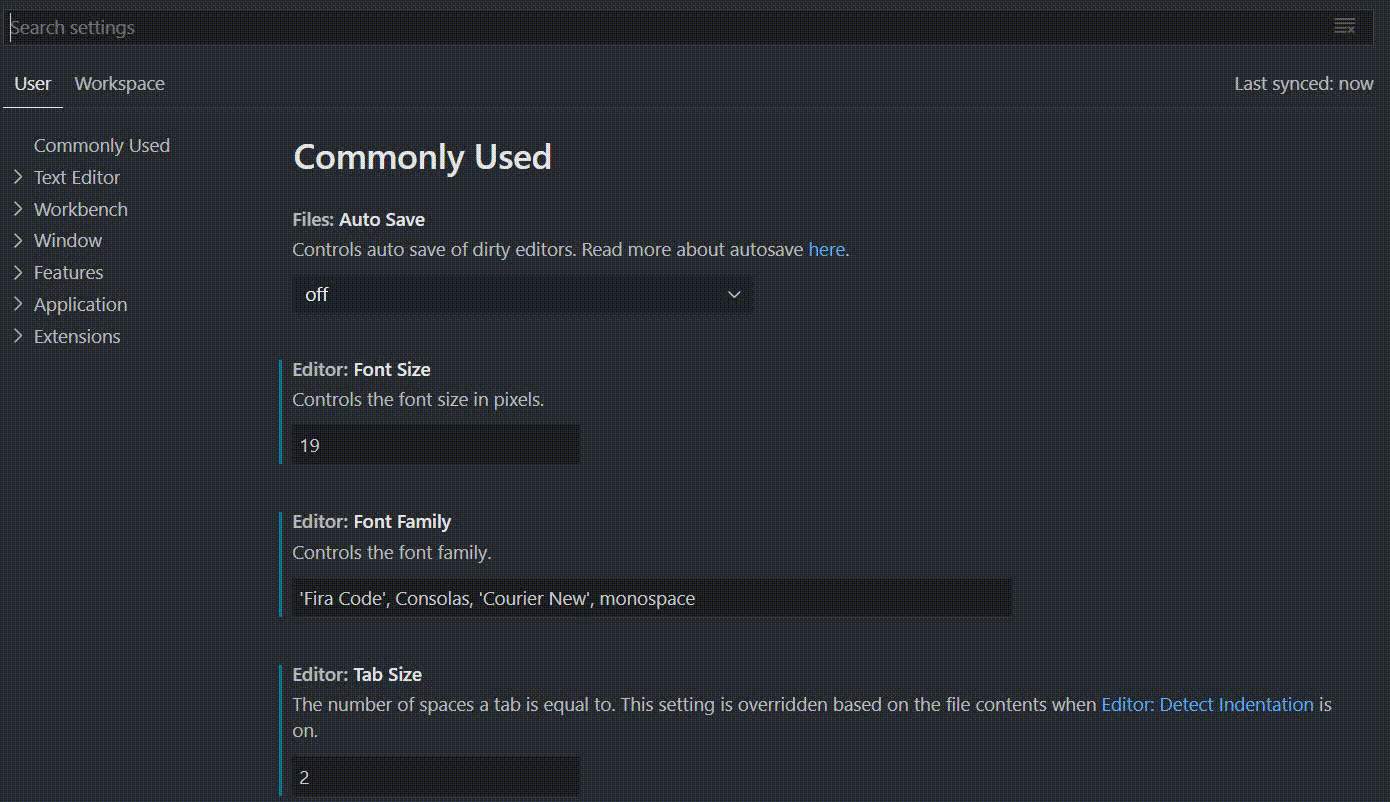 Search settings
User Workspace Last synced: now
Commonly Used
Text Editor
Workbench
Window
Features
Application
Extensions
Commonly Used
Files: Auto Save
Controls auto save of dirty editors. Read more about autosave here.
off
Editor: Font Size
Controls the font size in pixels.
19
Editor: Font Family
Controls the font family.
'Fira Code', Consolas, 'Courier New', monospace
Editor: Tab Size
The number of spaces a tab is equal to. This setting is overridden based on the file contents when Editor: Detect Indentation is
on.
2